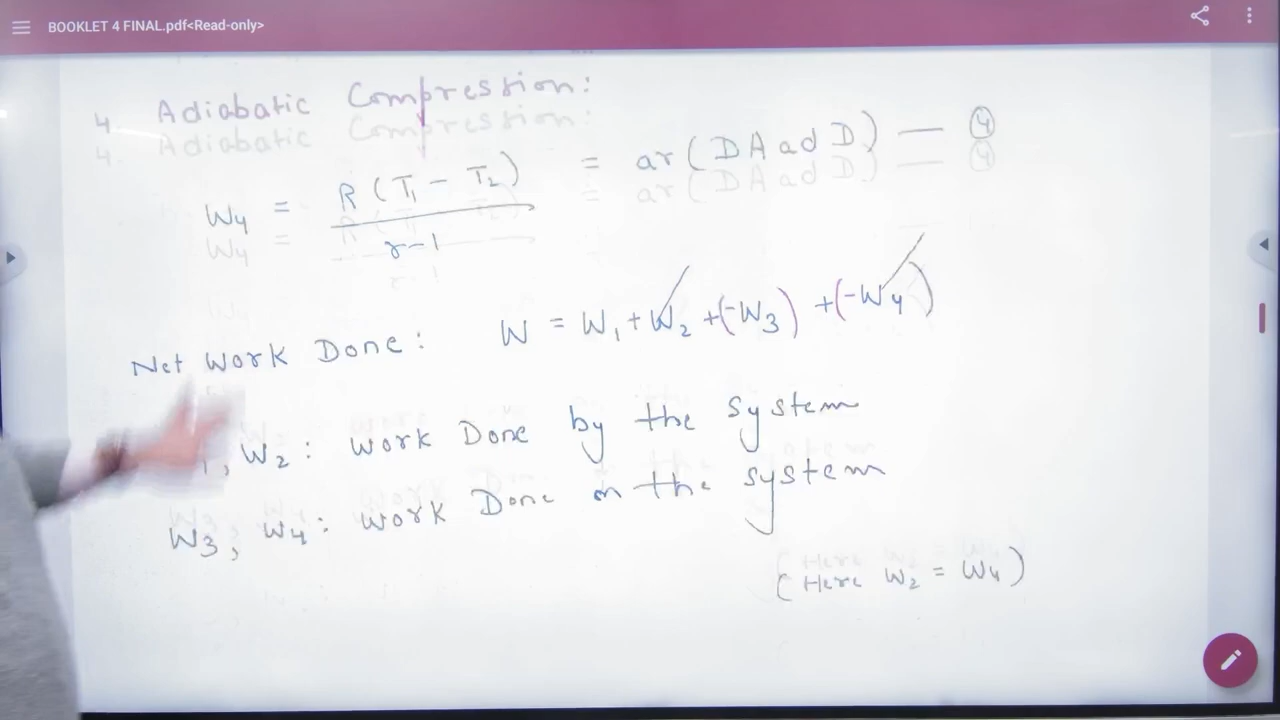 BOOKLET 4 FINAL.pdf<Read-only>
4. Adiabatic Compression:
W4 = R (T1 - T2) / γ-1 = ar (DA ad D) — ④
Net Work Done : W = W1 + W2 +(-W3) +(-W4)
1, W2 : Work Done by the system
W3, W4 : Work Done on the system
(Here W2 = W4)